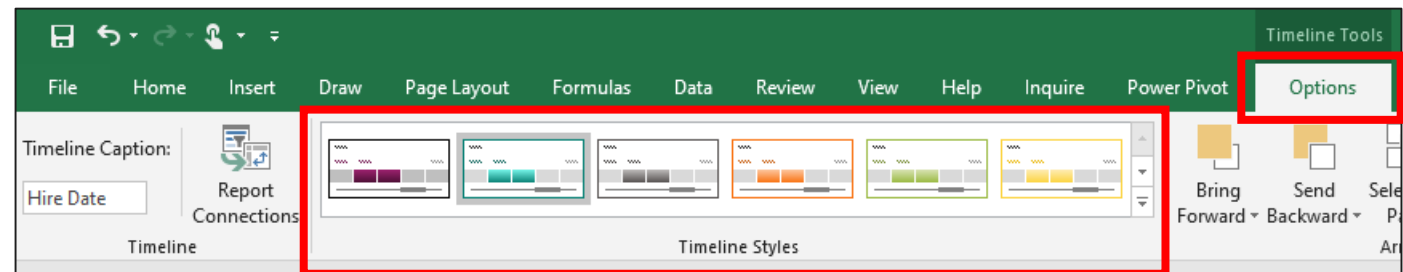 Timeline Tools
File Home Insert Draw Page Layout Formulas Data Review View Help Inquire Power Pivot Options
Timeline Caption:
Hire Date
Report
Connections
Bring
Forward
Send
Backward
Timeline
Timeline Styles